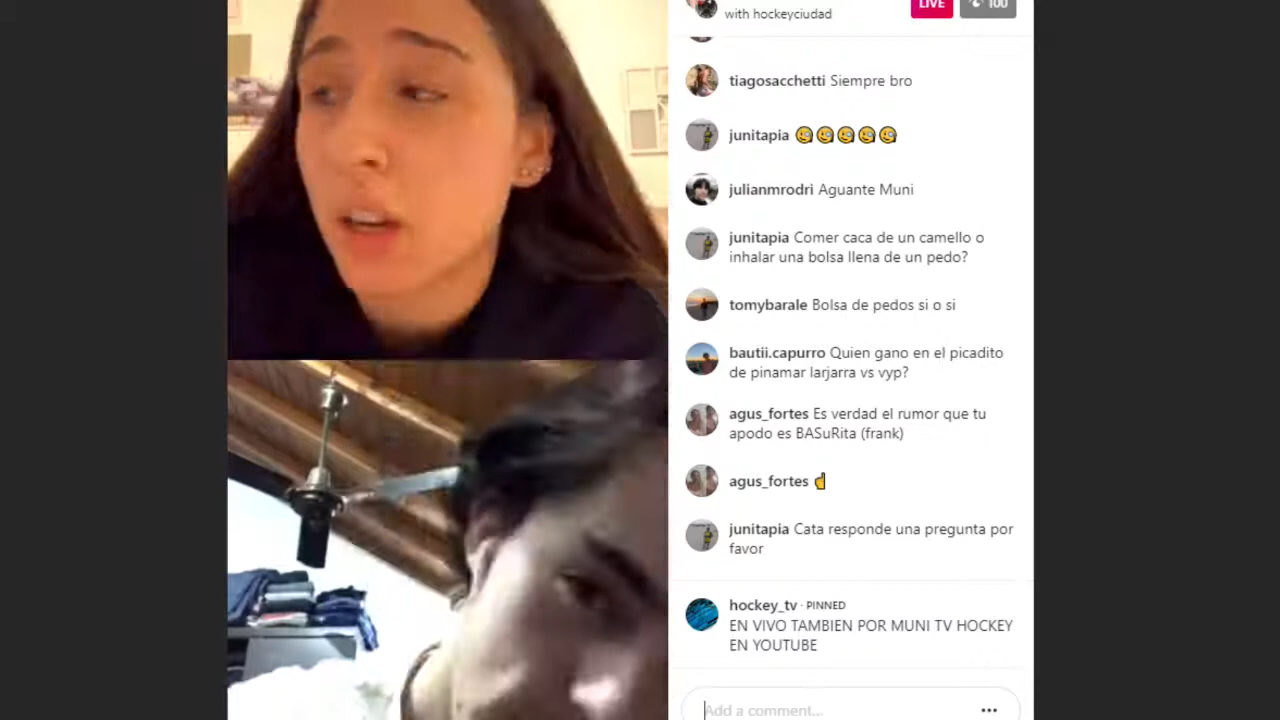 LIVE
100
with hockeyciudad
tiagosacchetti Siempre bro
junitapia
julianmrodri Aguante Muni
junitapia Comer caca de un camello o
inhalar una bolsa llena de un pedo?
tomybarale Bolsa de pedos si o si
bautii.capurro Quien gano en el picadito
de pinamar larjarra vs vyp?
agus_fortes Es verdad el rumor que tu
apodo es BASuRita (frank)
agus_fortes
junitapia Cata responde una pregunta por
favor
hockey_tv · PINNED
EN VIVO TAMBIEN POR MUNI TV HOCKEY
EN YOUTUBE
Add a comment...